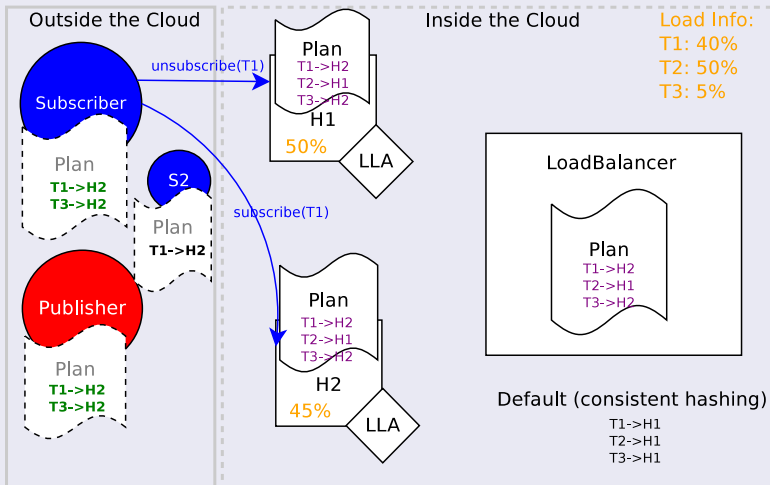 Outside the Cloud
Subscriber
Plan
T1->H2
T3->H2
S2
Plan
T1->H2
Publisher
Plan
T1->H2
T3->H2
unsubscribe(T1)
subscribe(T1)
Inside the Cloud
Plan
T1->H2
T2->H1
T3->H2
H1
50%
LLA
Plan
T1->H2
T2->H1
T3->H2
H2
45%
LLA
Load Info:
T1: 40%
T2: 50%
T3: 5%
LoadBalancer
Plan
T1->H2
T2->H1
T3->H2
Default (consistent hashing)
T1->H1
T2->H1
T3->H1